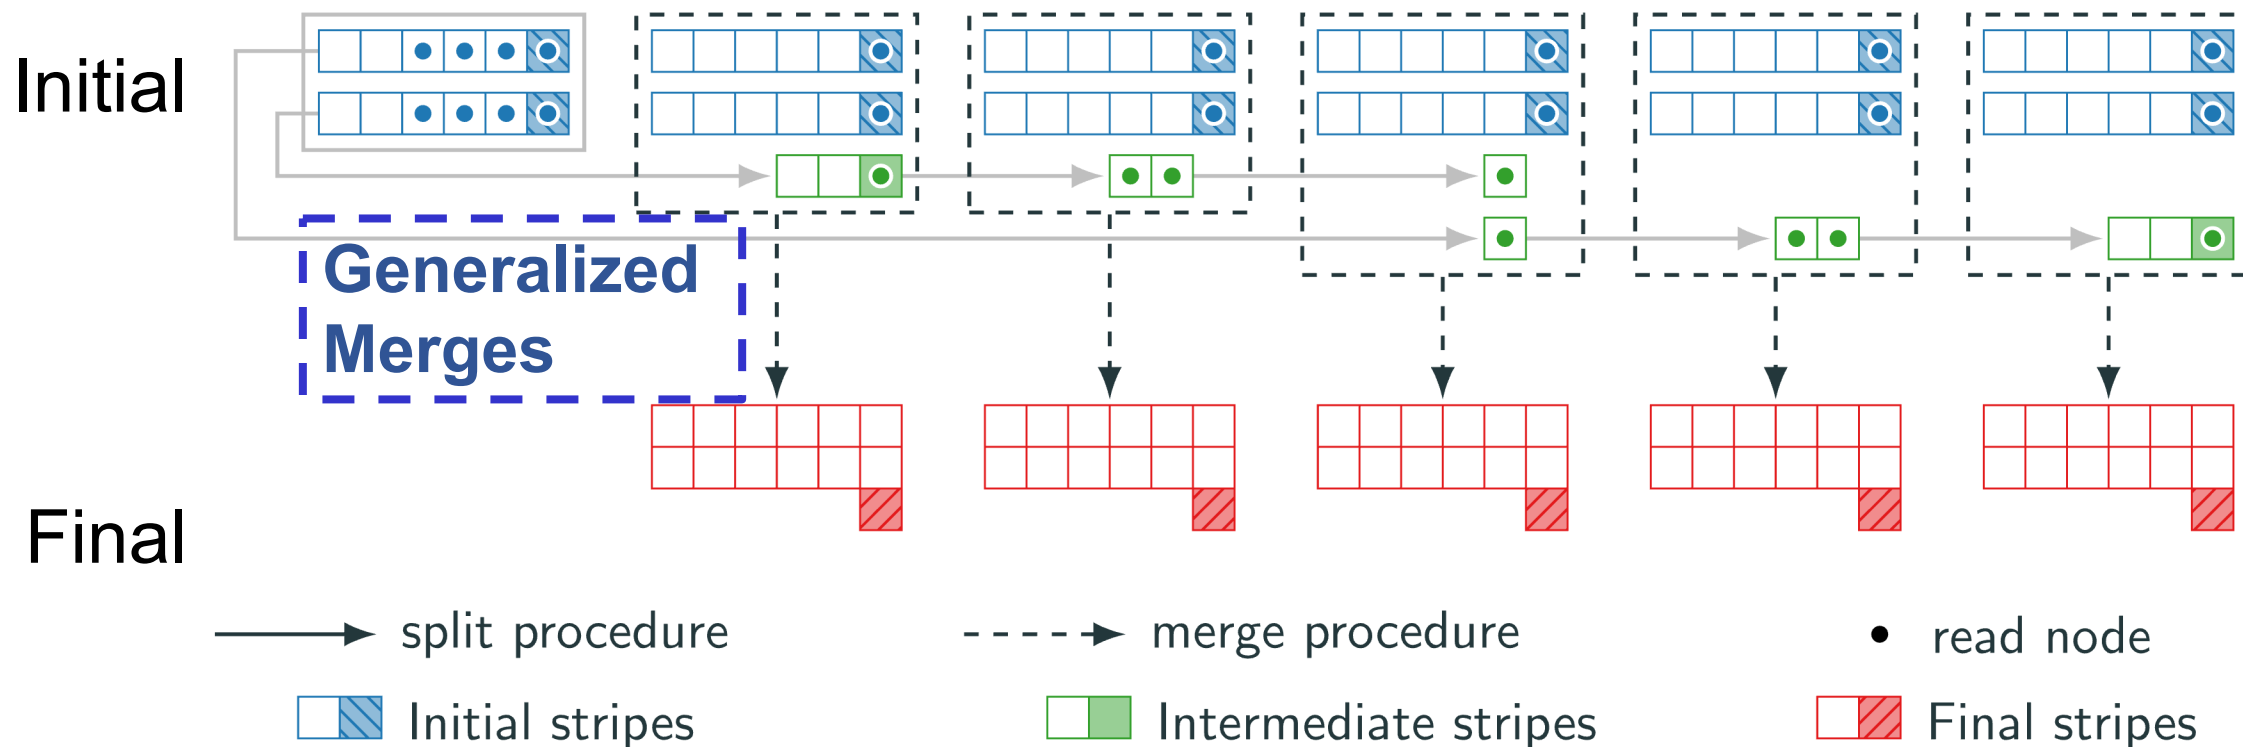 Initial
Generalized
Merges
Final
split procedure
merge procedure
read node
Initial stripes
Intermediate stripes
Final stripes